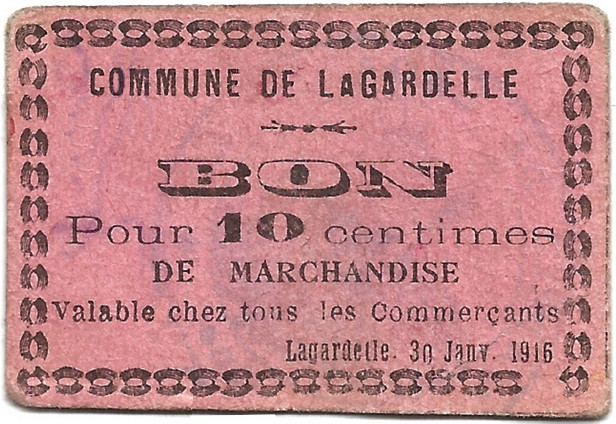 COMMUNE DE LAGARDELLE
BON
Pour 10 centimes
DE MARCHANDISE
Valable chez tous les Commerçants
Lagardelle. 30 Janv. 1916